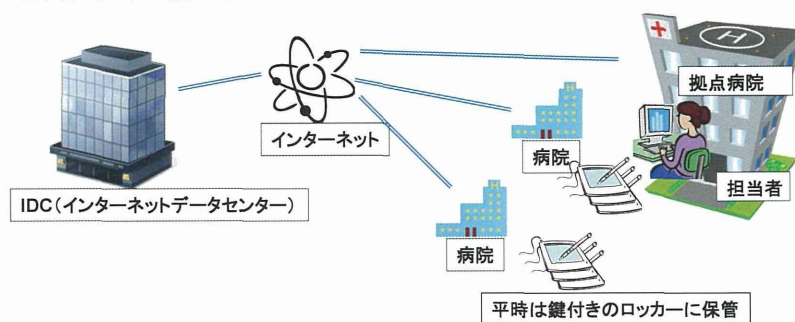 拠点病院
インターネット
病院
担当者
IDC(インターネットデータセンター)
病院
平時は鍵付きのロッカーに保管
H